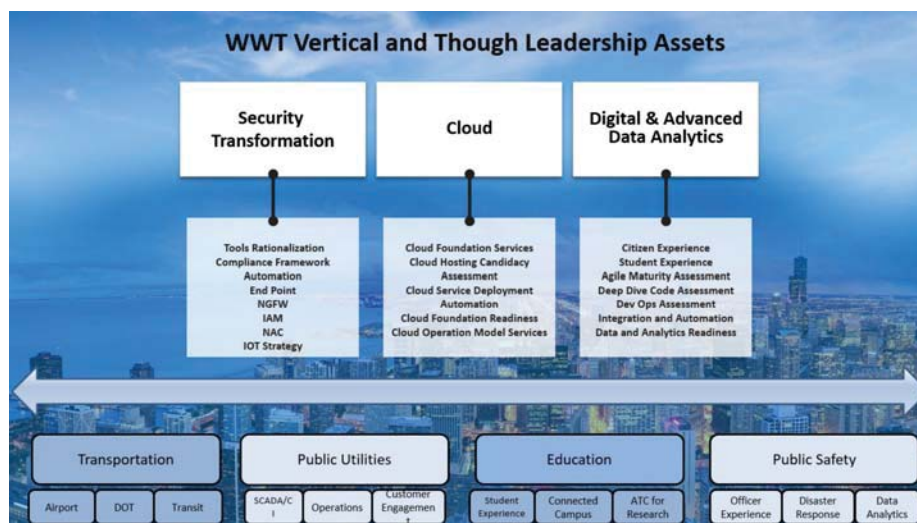 WWT Vertical and Though Leadership Assets
Security
Transformation
Cloud
Digital & Advanced
Data Analytics
Tools Rationalization
Compliance Framework
Automation
End Point
NGFW
IAM
NAC
IOT Strategy
Cloud Foundation Services
Cloud Hosting Candidacy
Assessment
Cloud Service Deployment
Automation
Cloud Foundation Readiness
Cloud Operation Model Services
Citizen Experience
Student Experience
Agile Maturity Assessment
Deep Dive Code Assessment
Dev Ops Assessment
Integration and Automation
Data and Analytics Readiness
Transportation
Airport
DOT
Transit
Public Utilities
SCADA/C
I
Operations
Customer
Engagemen
t
Education
Student
Experience
Connected
Campus
ATC for
Research
Public Safety
Officer
Experience
Disaster
Response
Data
Analytics